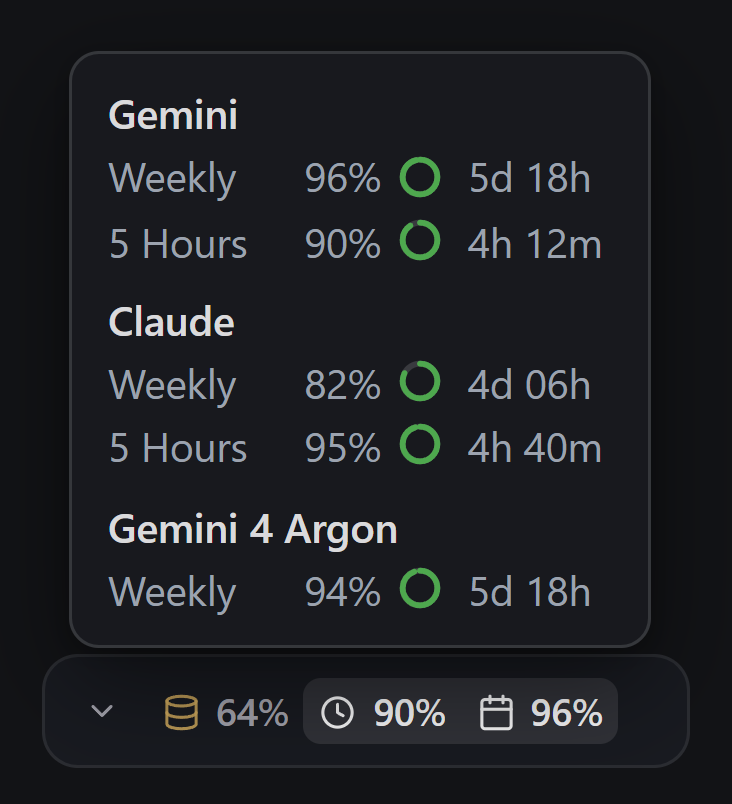 Gemini
Weekly 96% 5d 18h
5 Hours 90% 4h 12m
Claude
Weekly 82% 4d 06h
5 Hours 95% 4h 40m
Gemini 4 Argon
Weekly 94% 5d 18h
64% 90% 96%